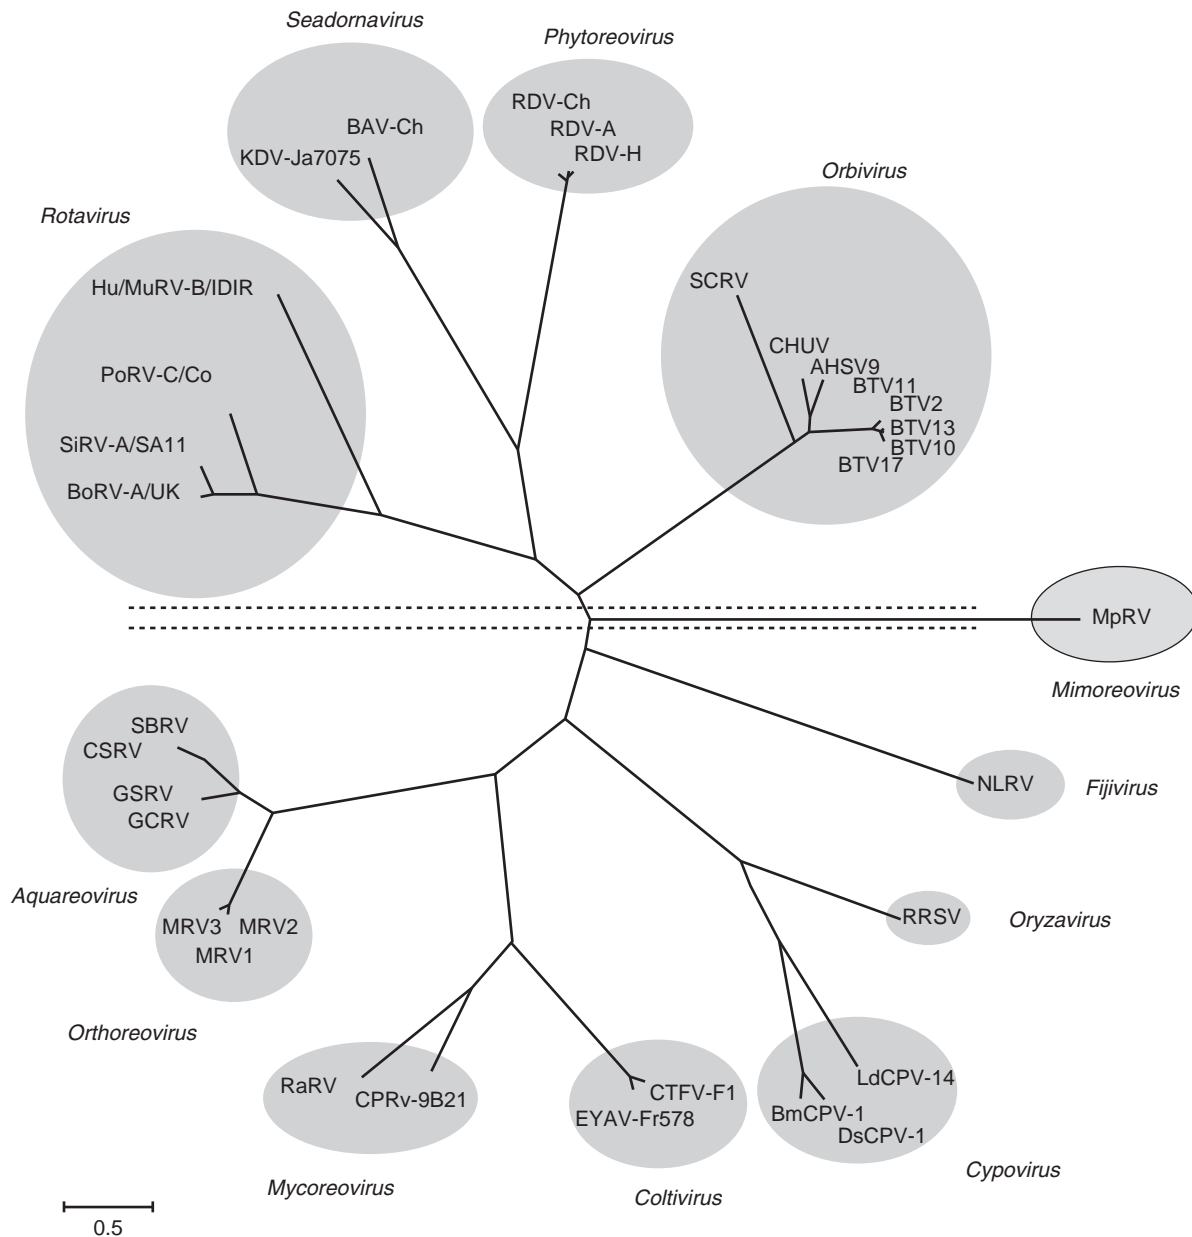 Seadornavirus
Phytoreovirus
RDV-Ch
BAV-Ch
RDV-A
KDV-Ja7075
RDV-H
Orbivirus
Rotavirus
Hu/MuRV-B/IDIR
SCRV
CHUV
AHSV9
PoRV-C/Co
BTV11
BTV2
BTV13
SiRV-A/SA11
BTV10
BTV17
BoRV-A/UK
MpRV
Mimoreovirus
SBRV
CSRV
NLRV
Fijivirus
GSRV
GCRV
Aquareovirus
RRSV
Oryzavirus
MRV3 MRV2
MRV1
Orthoreovirus
LdCPV-14
RaRV
CTFV-F1
CPRv-9B21
BmCPV-1
EYAV-Fr578
DsCPV-1
Cypovirus
Mycoreovirus
Coltivirus
0.5